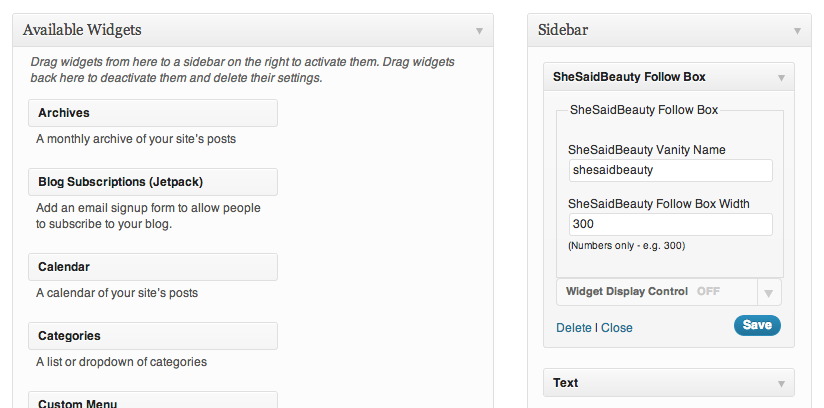 Available Widgets
Drag widgets from here to a sidebar on the right to activate them. Drag widgets
back here to deactivate them and delete their settings.
Archives
A monthly archive of your site's posts
Blog Subscriptions (Jetpack)
Add an email signup form to allow people
to subscribe to your blog.
Calendar
A calendar of your site's posts
Categories
A list or dropdown of categories
Custom Menu
Sidebar
SheSaidBeauty Follow Box
SheSaidBeauty Follow Box
SheSaidBeauty Vanity Name
shesaidbeauty
SheSaidBeauty Follow Box Width
300
(Numbers only - e.g. 300)
Widget Display Control OFF
Delete | Close
Save
Text